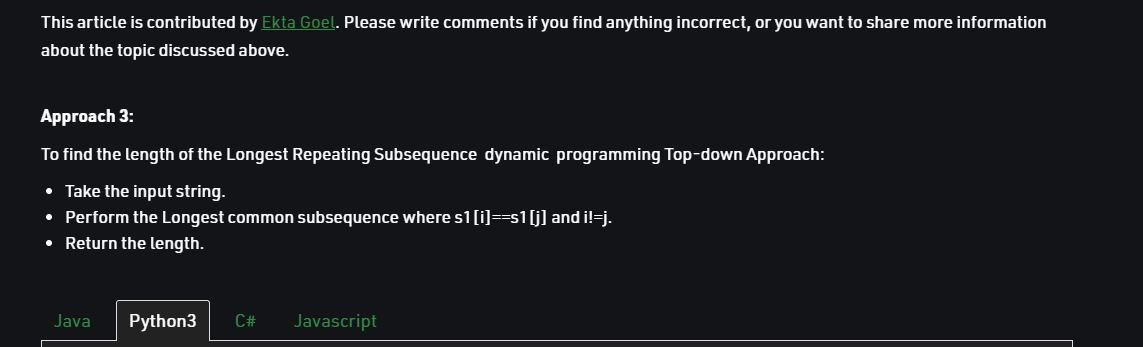 This article is contributed by Ekta Goel. Please write comments if you find anything incorrect, or you want to share more information
about the topic discussed above.
Approach 3:
To find the length of the Longest Repeating Subsequence  dynamic  programming Top-down Approach:
• Take the input string.
• Perform the Longest common subsequence where s1[i]==s1[j] and i!=j.
• Return the length.
Java Python3 C# Javascript